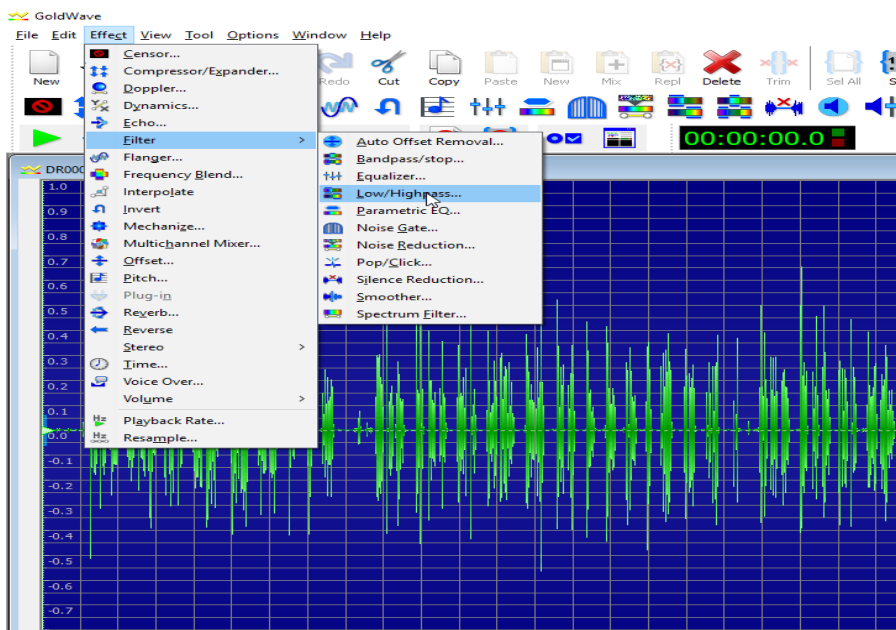 GoldWave
File Edit Effect View Tool Options Window Help
New Redo Cut Copy Paste New Mix Repl Delete Trim Sel All
00:00:00.0
Censor...
Compressor/Expander...
Doppler...
Dynamics...
Echo...
Filter >
Flanger...
Frequency Blend...
Interpolate
Invert
Mechanize...
Multichannel Mixer...
Offset...
Pitch...
Plug-in
Reverb...
Reverse
Stereo >
Time...
Voice Over...
Volume >
Hz Playback Rate...
Hz Resample...
Auto Offset Removal...
Bandpass/stop...
Equalizer...
Low/Highpass...
Parametric EQ...
Noise Gate...
Noise Reduction...
Pop/Click...
Silence Reduction...
Smoother...
Spectrum Filter...
1.0
0.9
0.8
0.7
0.6
0.5
0.4
0.3
0.2
0.1
0.0
-0.1
-0.2
-0.3
-0.4
-0.5
-0.6
-0.7